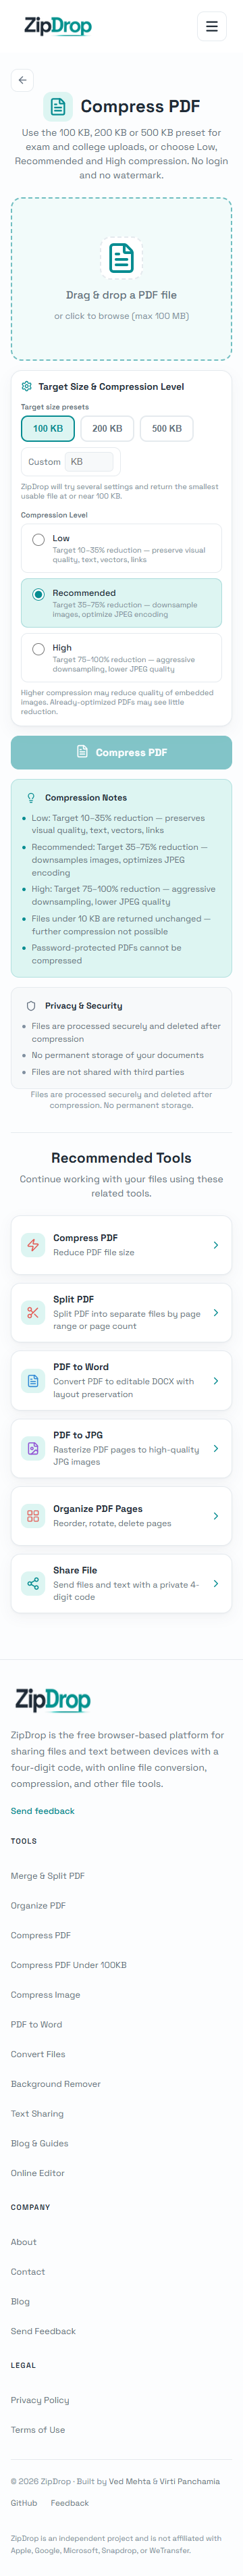 ZipDrop
Compress PDF
Use the 100 KB, 200 KB or 500 KB preset for
exam and college uploads, or choose Low,
Recommended and High compression. No login
and no watermark.
Drag & drop a PDF file
or click to browse (max 100 MB)
Target Size & Compression Level
Target size presets
100 KB 200 KB 500 KB
Custom KB
ZipDrop will try several settings and return the smallest
usable file at or near 100 KB.
Compression Level
Low
Target 10–35% reduction — preserve visual
quality, text, vectors, links
Recommended
Target 35–75% reduction — downsample
images, optimize JPEG encoding
High
Target 75–100% reduction — aggressive
downsampling, lower JPEG quality
Higher compression may reduce quality of embedded
images. Already-optimized PDFs may see little
reduction.
Compress PDF
Compression Notes
Low: Target 10–35% reduction — preserves
visual quality, text, vectors, links
Recommended: Target 35–75% reduction —
downsamples images, optimizes JPEG
encoding
High: Target 75–100% reduction — aggressive
downsampling, lower JPEG quality
Files under 10 KB are returned unchanged —
further compression not possible
Password-protected PDFs cannot be
compressed
Privacy & Security
Files are processed securely and deleted after
compression
No permanent storage of your documents
Files are not shared with third parties
Files are processed securely and deleted after
compression. No permanent storage.
Recommended Tools
Continue working with your files using these
related tools.
Compress PDF
Reduce PDF file size
Split PDF
Split PDF into separate files by page
range or page count
PDF to Word
Convert PDF to editable DOCX with
layout preservation
PDF to JPG
Rasterize PDF pages to high-quality
JPG images
Organize PDF Pages
Reorder, rotate, delete pages
Share File
Send files and text with a private 4-
digit code
ZipDrop
ZipDrop is the free browser-based platform for
sharing files and text between devices with a
four-digit code, with online file conversion,
compression, and other file tools.
Send feedback
TOOLS
Merge & Split PDF
Organize PDF
Compress PDF
Compress PDF Under 100KB
Compress Image
PDF to Word
Convert Files
Background Remover
Text Sharing
Blog & Guides
Online Editor
COMPANY
About
Contact
Blog
Send Feedback
LEGAL
Privacy Policy
Terms of Use
© 2026 ZipDrop · Built by Ved Mehta & Virti Panchamia
GitHub Feedback
ZipDrop is an independent project and is not affiliated with
Apple, Google, Microsoft, Snapdrop, or WeTransfer.